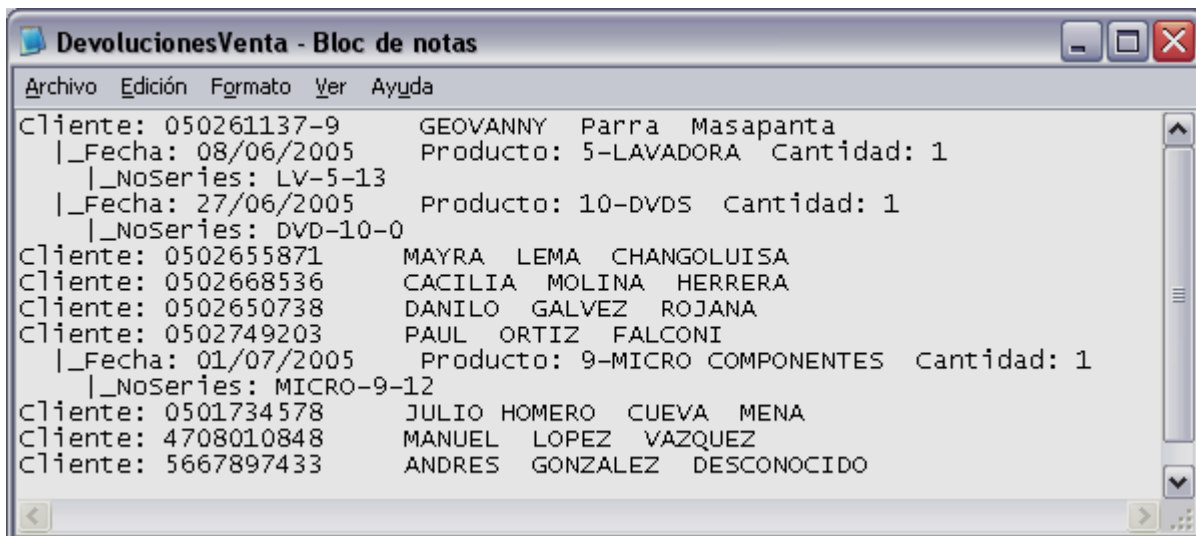 DevolucionesVenta - Bloc de notas
Archivo Edición Formato Ver Ayuda
Cliente: 050261137-9 GEOVANNY Parra Masapanta
|_Fecha: 08/06/2005 Producto: 5-LAVADORA Cantidad: 1
|_NoSeries: LV-5-13
|_Fecha: 27/06/2005 Producto: 10-DVDS Cantidad: 1
|_NoSeries: DVD-10-0
Cliente: 0502655871 MAYRA LEMA CHANGOLUISA
Cliente: 0502668536 CACILIA MOLINA HERRERA
Cliente: 0502650738 DANILO GALVEZ ROJANA
Cliente: 0502749203 PAUL ORTIZ FALCONI
|_Fecha: 01/07/2005 Producto: 9-MICRO COMPONENTES Cantidad: 1
|_NoSeries: MICRO-9-12
Cliente: 0501734578 JULIO HOMERO CUEVA MENA
Cliente: 4708010848 MANUEL LOPEZ VAZQUEZ
Cliente: 5667897433 ANDRES GONZALEZ DESCONOCIDO